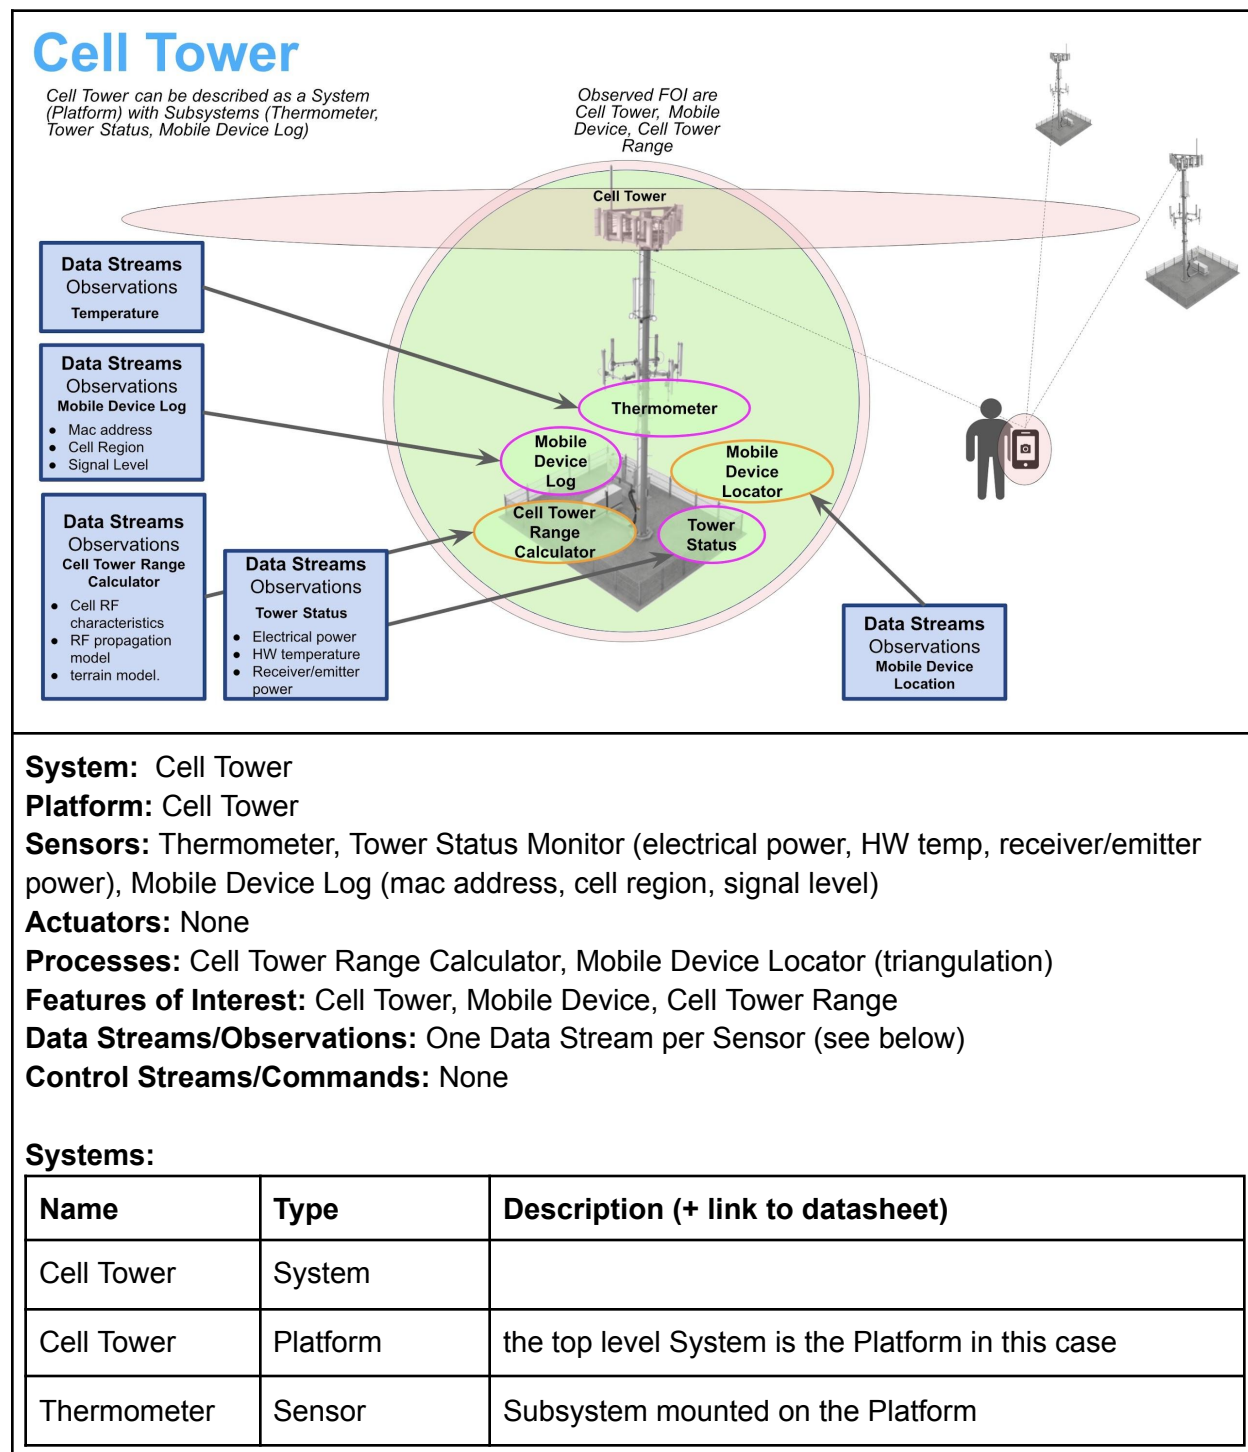 Cell Tower
Cell Tower can be described as a System
(Platform) with Subsystems (Thermometer,
Tower Status, Mobile Device Log)
Observed FOI are
Cell Tower, Mobile
Device, Cell Tower
Range
Cell Tower
Data Streams
Observations
Temperature
Data Streams
Observations
Mobile Device Log
● Mac address
● Cell Region
● Signal Level
Data Streams
Observations
Cell Tower Range
Calculator
● Cell RF
characteristics
● RF propagation
model
● terrain model.
Data Streams
Observations
Tower Status
● Electrical power
● HW temperature
● Receiver/emitter
power
Thermometer
Mobile
Device
Log
Mobile
Device
Locator
Cell Tower
Range
Calculator
Tower
Status
Data Streams
Observations
Mobile Device
Location
System: Cell Tower
Platform: Cell Tower
Sensors: Thermometer, Tower Status Monitor (electrical power, HW temp, receiver/emitter
power), Mobile Device Log (mac address, cell region, signal level)
Actuators: None
Processes: Cell Tower Range Calculator, Mobile Device Locator (triangulation)
Features of Interest: Cell Tower, Mobile Device, Cell Tower Range
Data Streams/Observations: One Data Stream per Sensor (see below)
Control Streams/Commands: None
Systems:
Name Type Description (+ link to datasheet)
Cell Tower System
Cell Tower Platform the top level System is the Platform in this case
Thermometer Sensor Subsystem mounted on the Platform